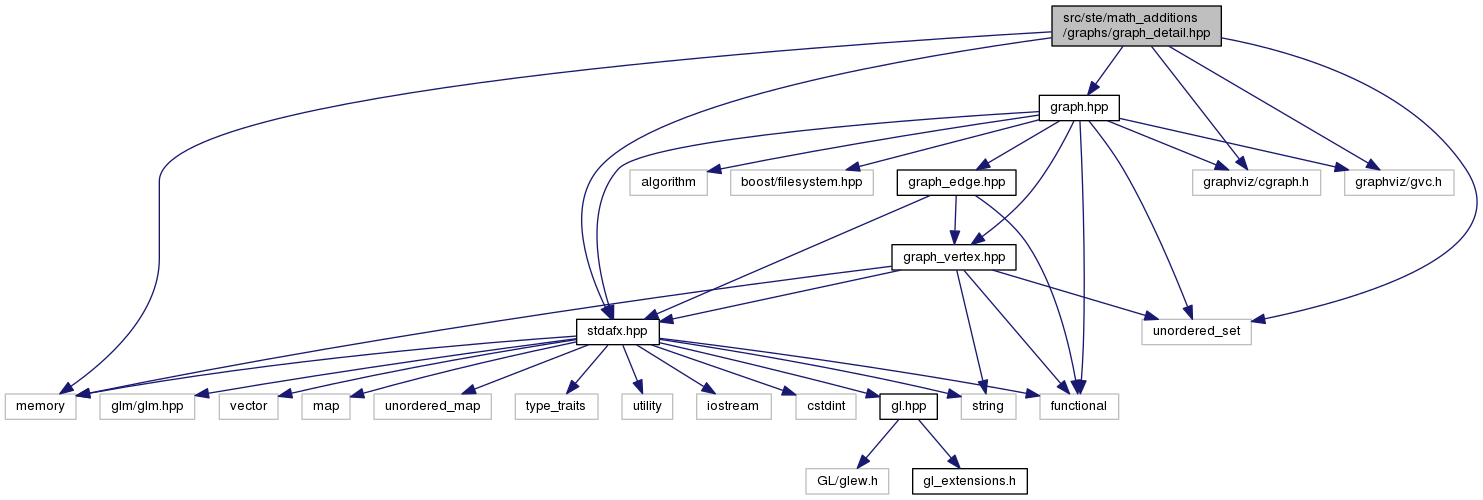 src/ste/math_additions
/graphs/graph_detail.hpp
graph.hpp
algorithm
boost/filesystem.hpp
graph_edge.hpp
graphviz/cgraph.h
graphviz/gvc.h
graph_vertex.hpp
stdafx.hpp
unordered_set
memory
glm/glm.hpp
vector
map
unordered_map
type_traits
utility
iostream
cstdint
gl.hpp
string
functional
GL/glew.h
gl_extensions.h